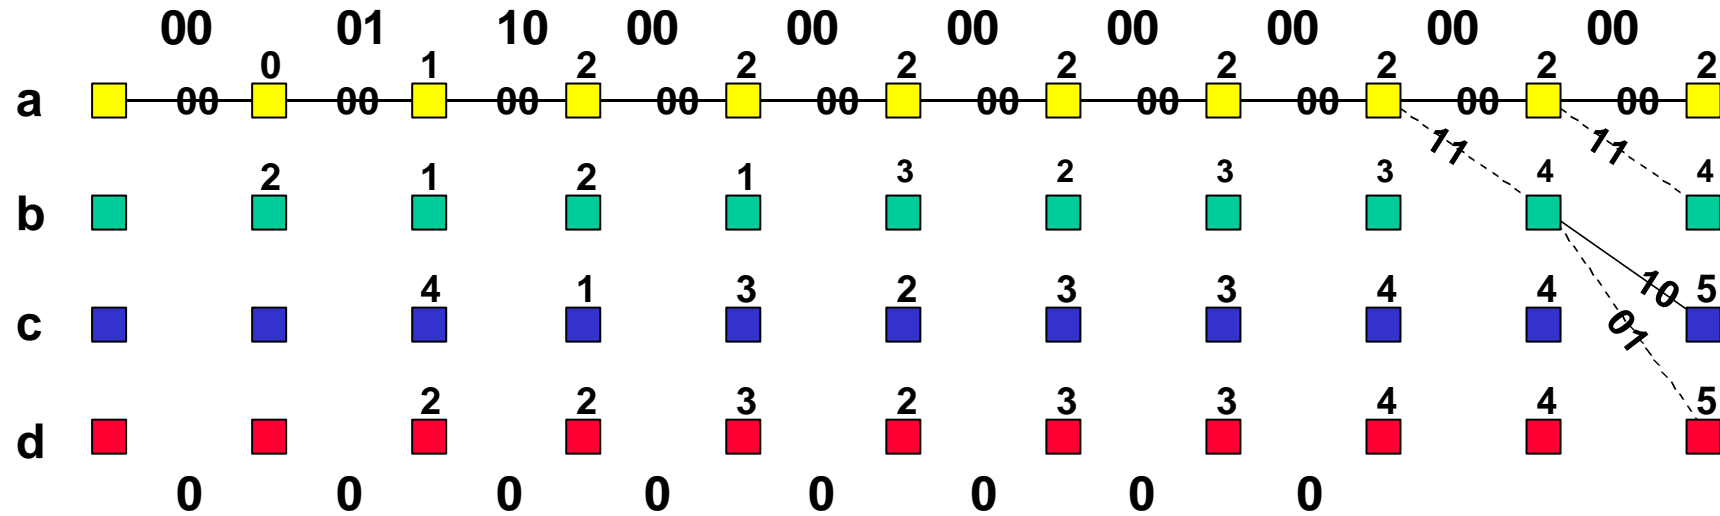 00 01 10 00 00 00 00 00 00 00
0 1 2 2 2 2 2 2 2 2
a 00 00 00 00 00 00 00 00 00 00
11 11
2 1 2 1 3 2 3 3 4 4
b
4 1 3 2 3 3 4 4 10 5
c 01
2 2 3 2 3 3 4 4 5
d
0 0 0 0 0 0 0 0